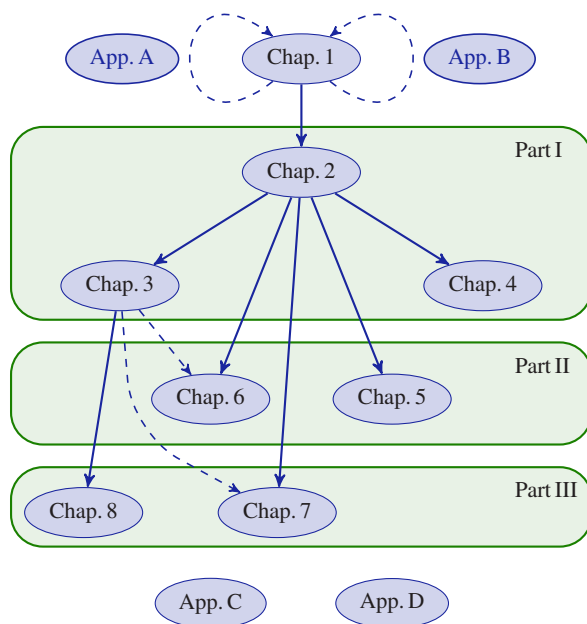 App. A
Chap. 1
App. B
Part I
Chap. 2
Chap. 3
Chap. 4
Part II
Chap. 6
Chap. 5
Part III
Chap. 8
Chap. 7
App. C
App. D